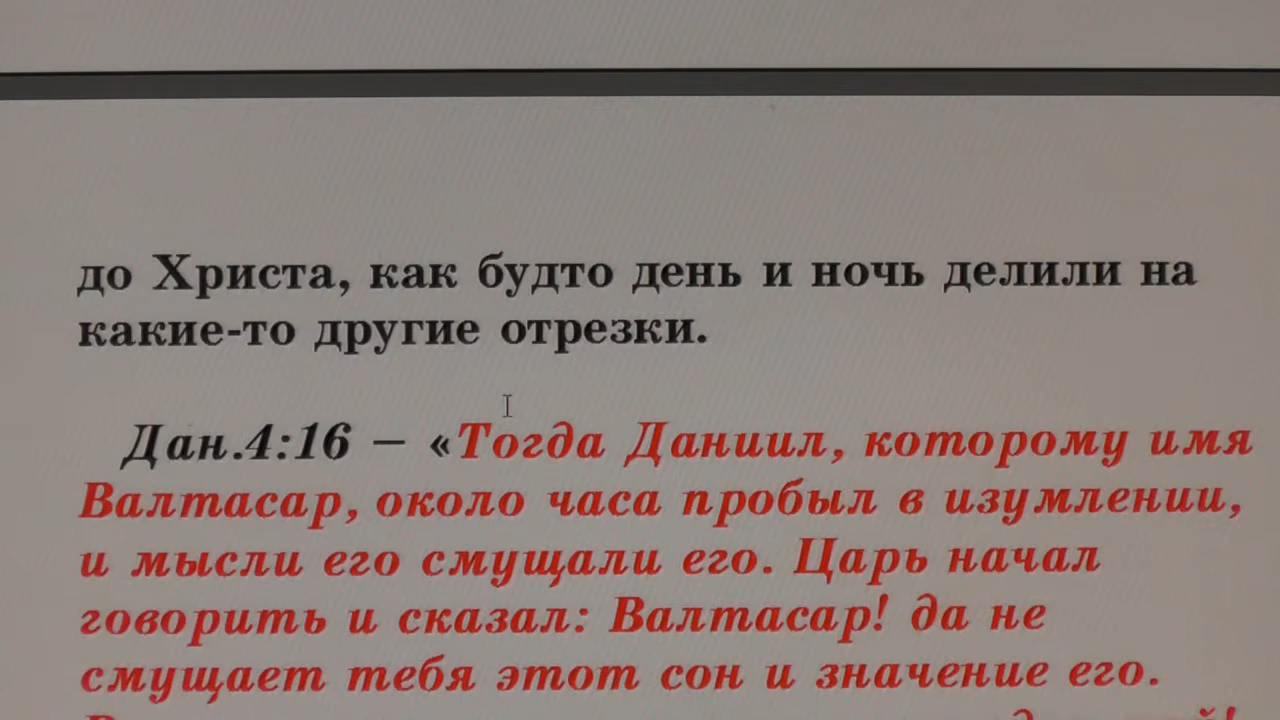 до Христа, как будто день и ночь делили на
какие-то другие отрезки.
Дан.4:16 – «Тогда Даниил, которому имя
Валтасар, около часа пробыл в изумлении,
и мысли его смущали его. Царь начал
говорить и сказал: Валтасар! да не
смущает тебя этот сон и значение его.